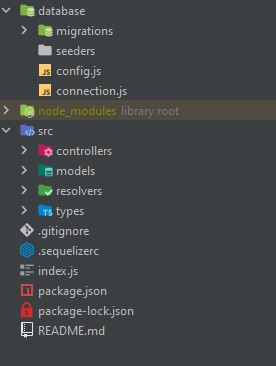 database
migrations
seeders
config.js
connection.js
node_modules library root
src
controllers
models
resolvers
types
.gitignore
.sequelizerc
index.js
package.json
package-lock.json
README.md